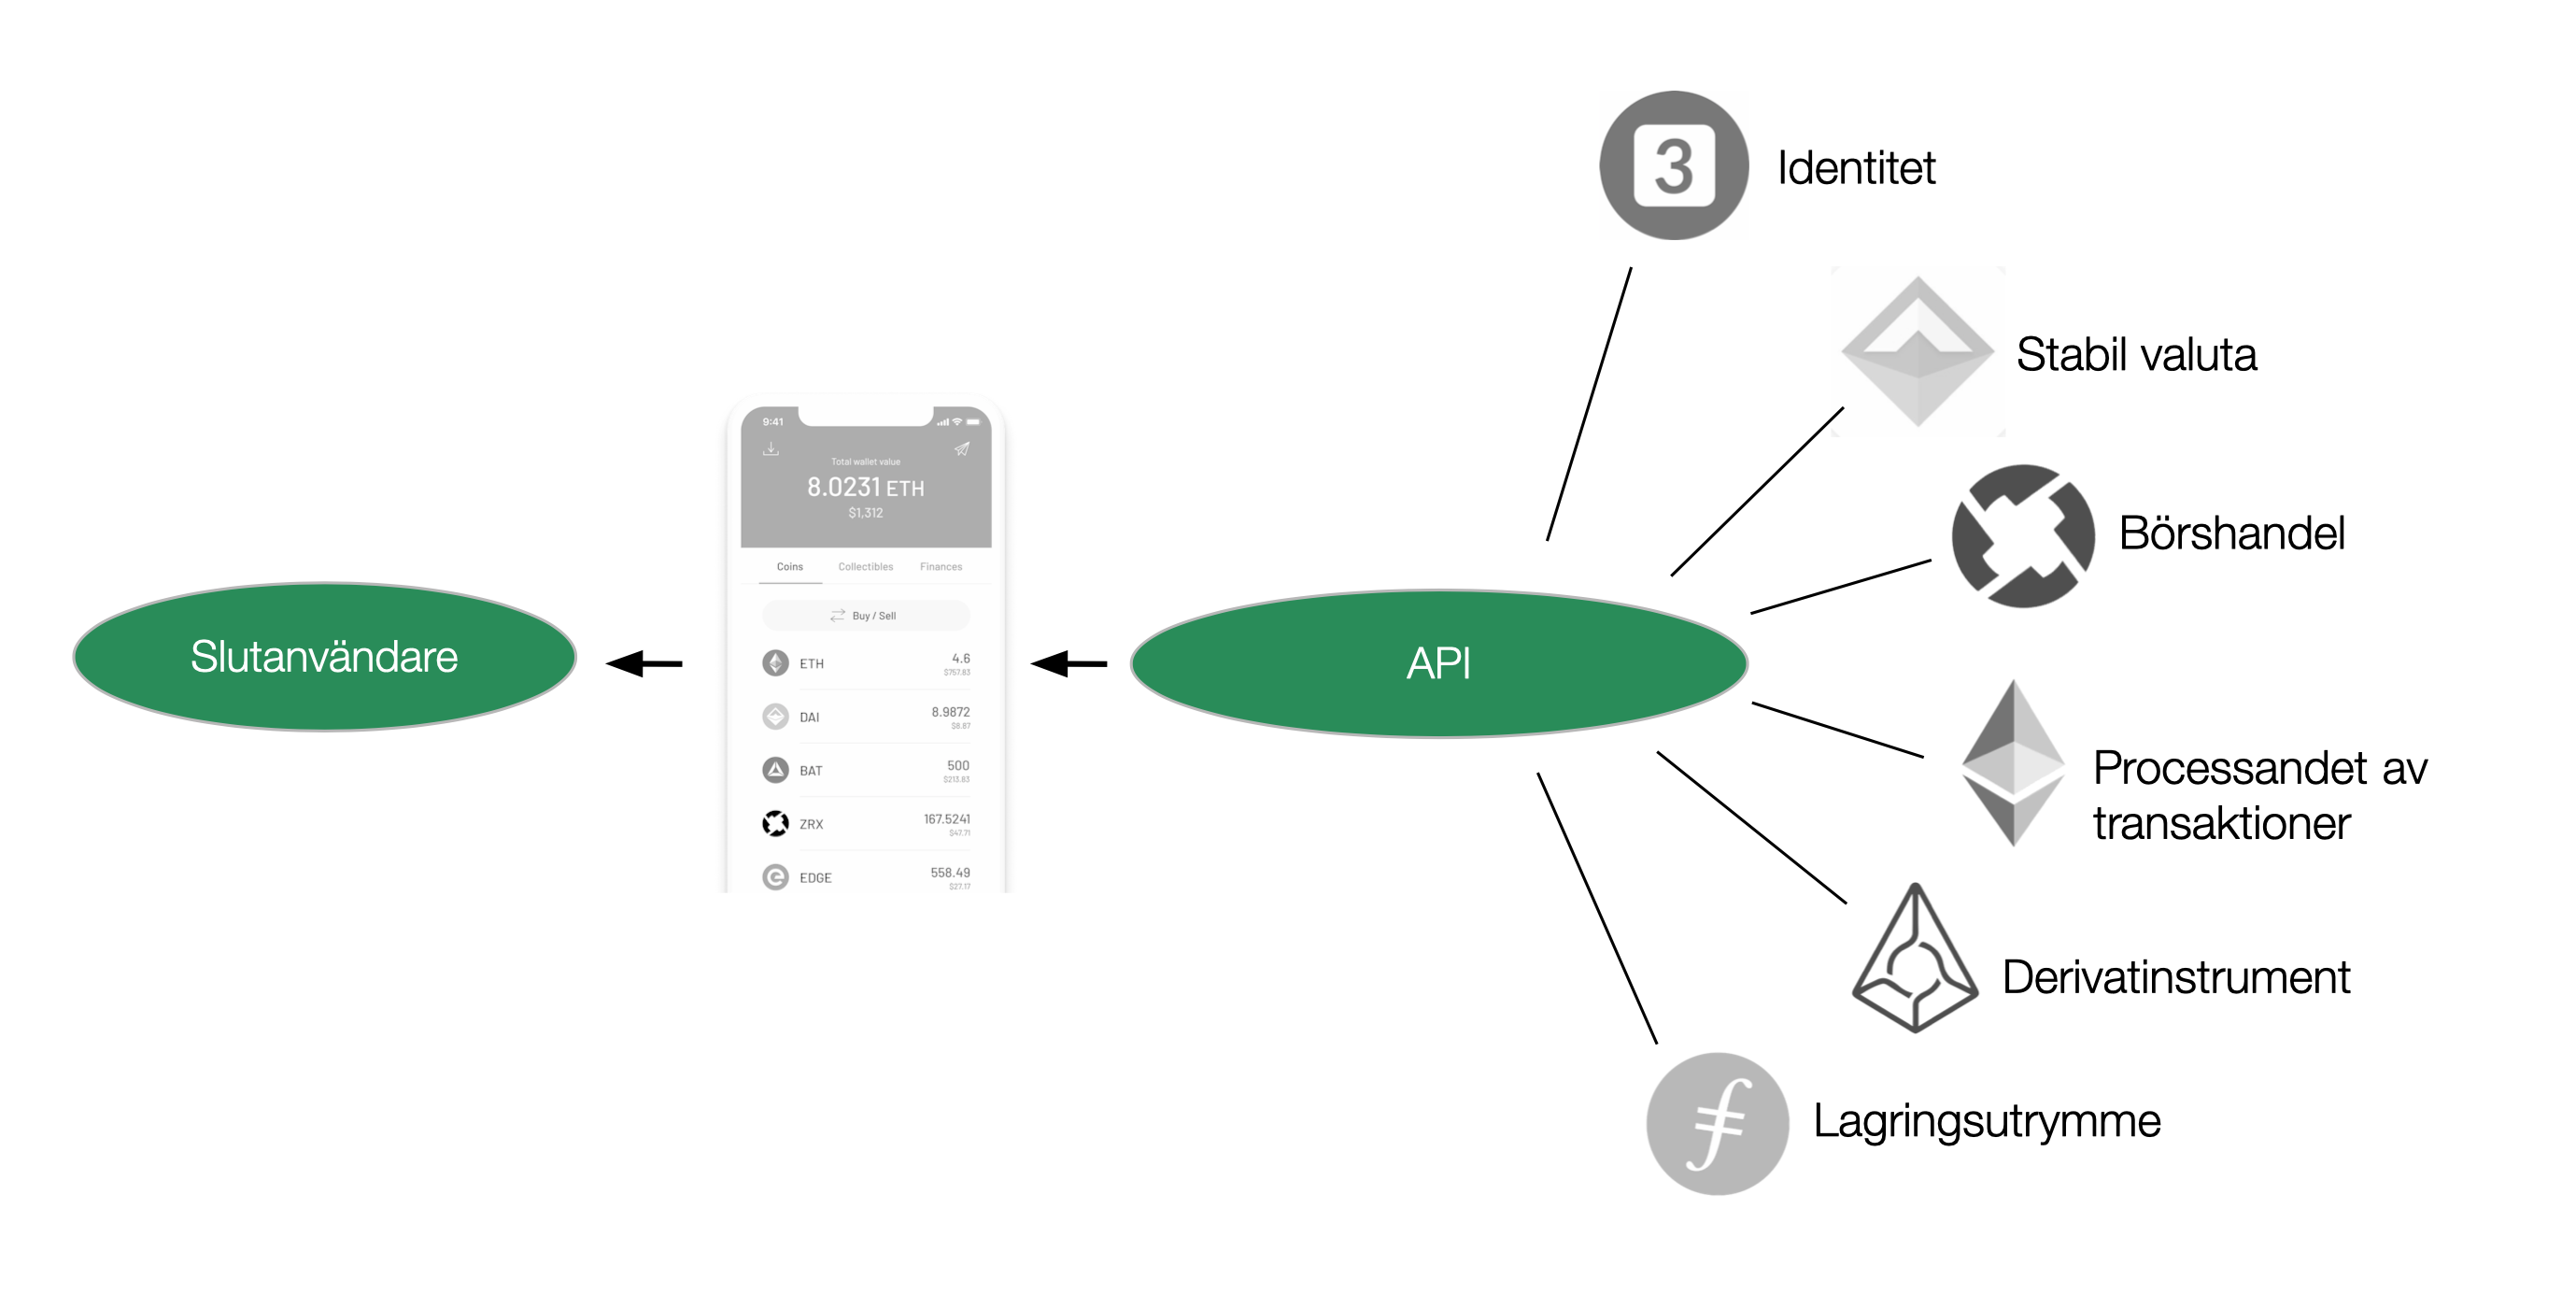 3
Identitet
Stabil valuta
Börshandel
Processandet av
transaktioner
Derivatinstrument
Lagringsutrymme
API
Slutanvändare
9:41
Total wallet value
8.0231 ETH
$1,312
Coins Collectibles Finances
Buy / Sell
ETH 4.6
$757.83
DAI 8.9872
$8.87
BAT 500
$213.83
ZRX 167.5241
$47.71
EDGE 558.49
$27.17